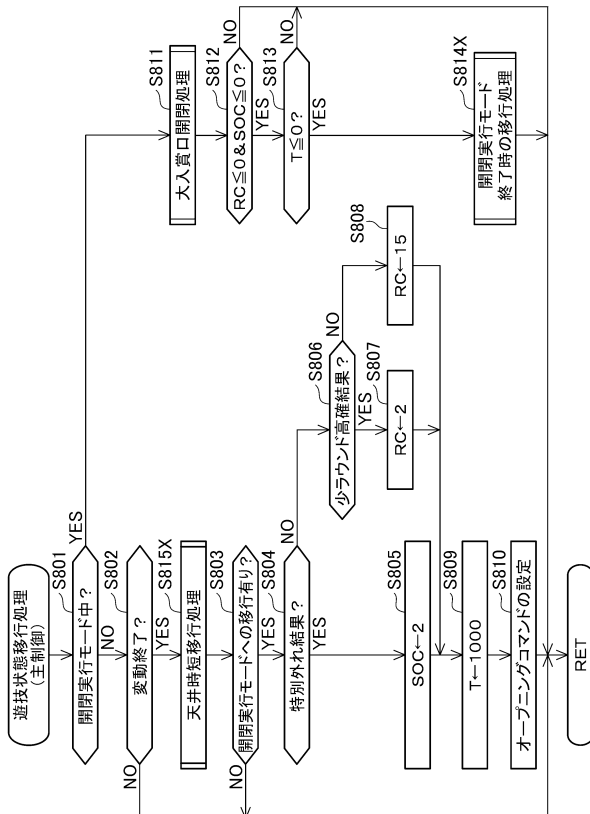 遊技状態移行処理
(主制御)
S801
開閉実行モード中?
YES
NO
S802
変動終了?
NO
YES
S815X
天井時短移行処理
S803
開閉実行モードへの移行有り?
NO
YES
S804
特別外れ結果?
NO
YES
S805
SOC←2
S806
少ラウンド高確結果?
NO
YES
S807
RC←2
S808
RC←15
S809
T←1000
S810
オープニングコマンドの設定
S811
大入賞口開閉処理
S812
RC≦0&SOC≦0?
NO
YES
S813
T≦0?
NO
YES
S814X
開閉実行モード
終了時の移行処理
RET